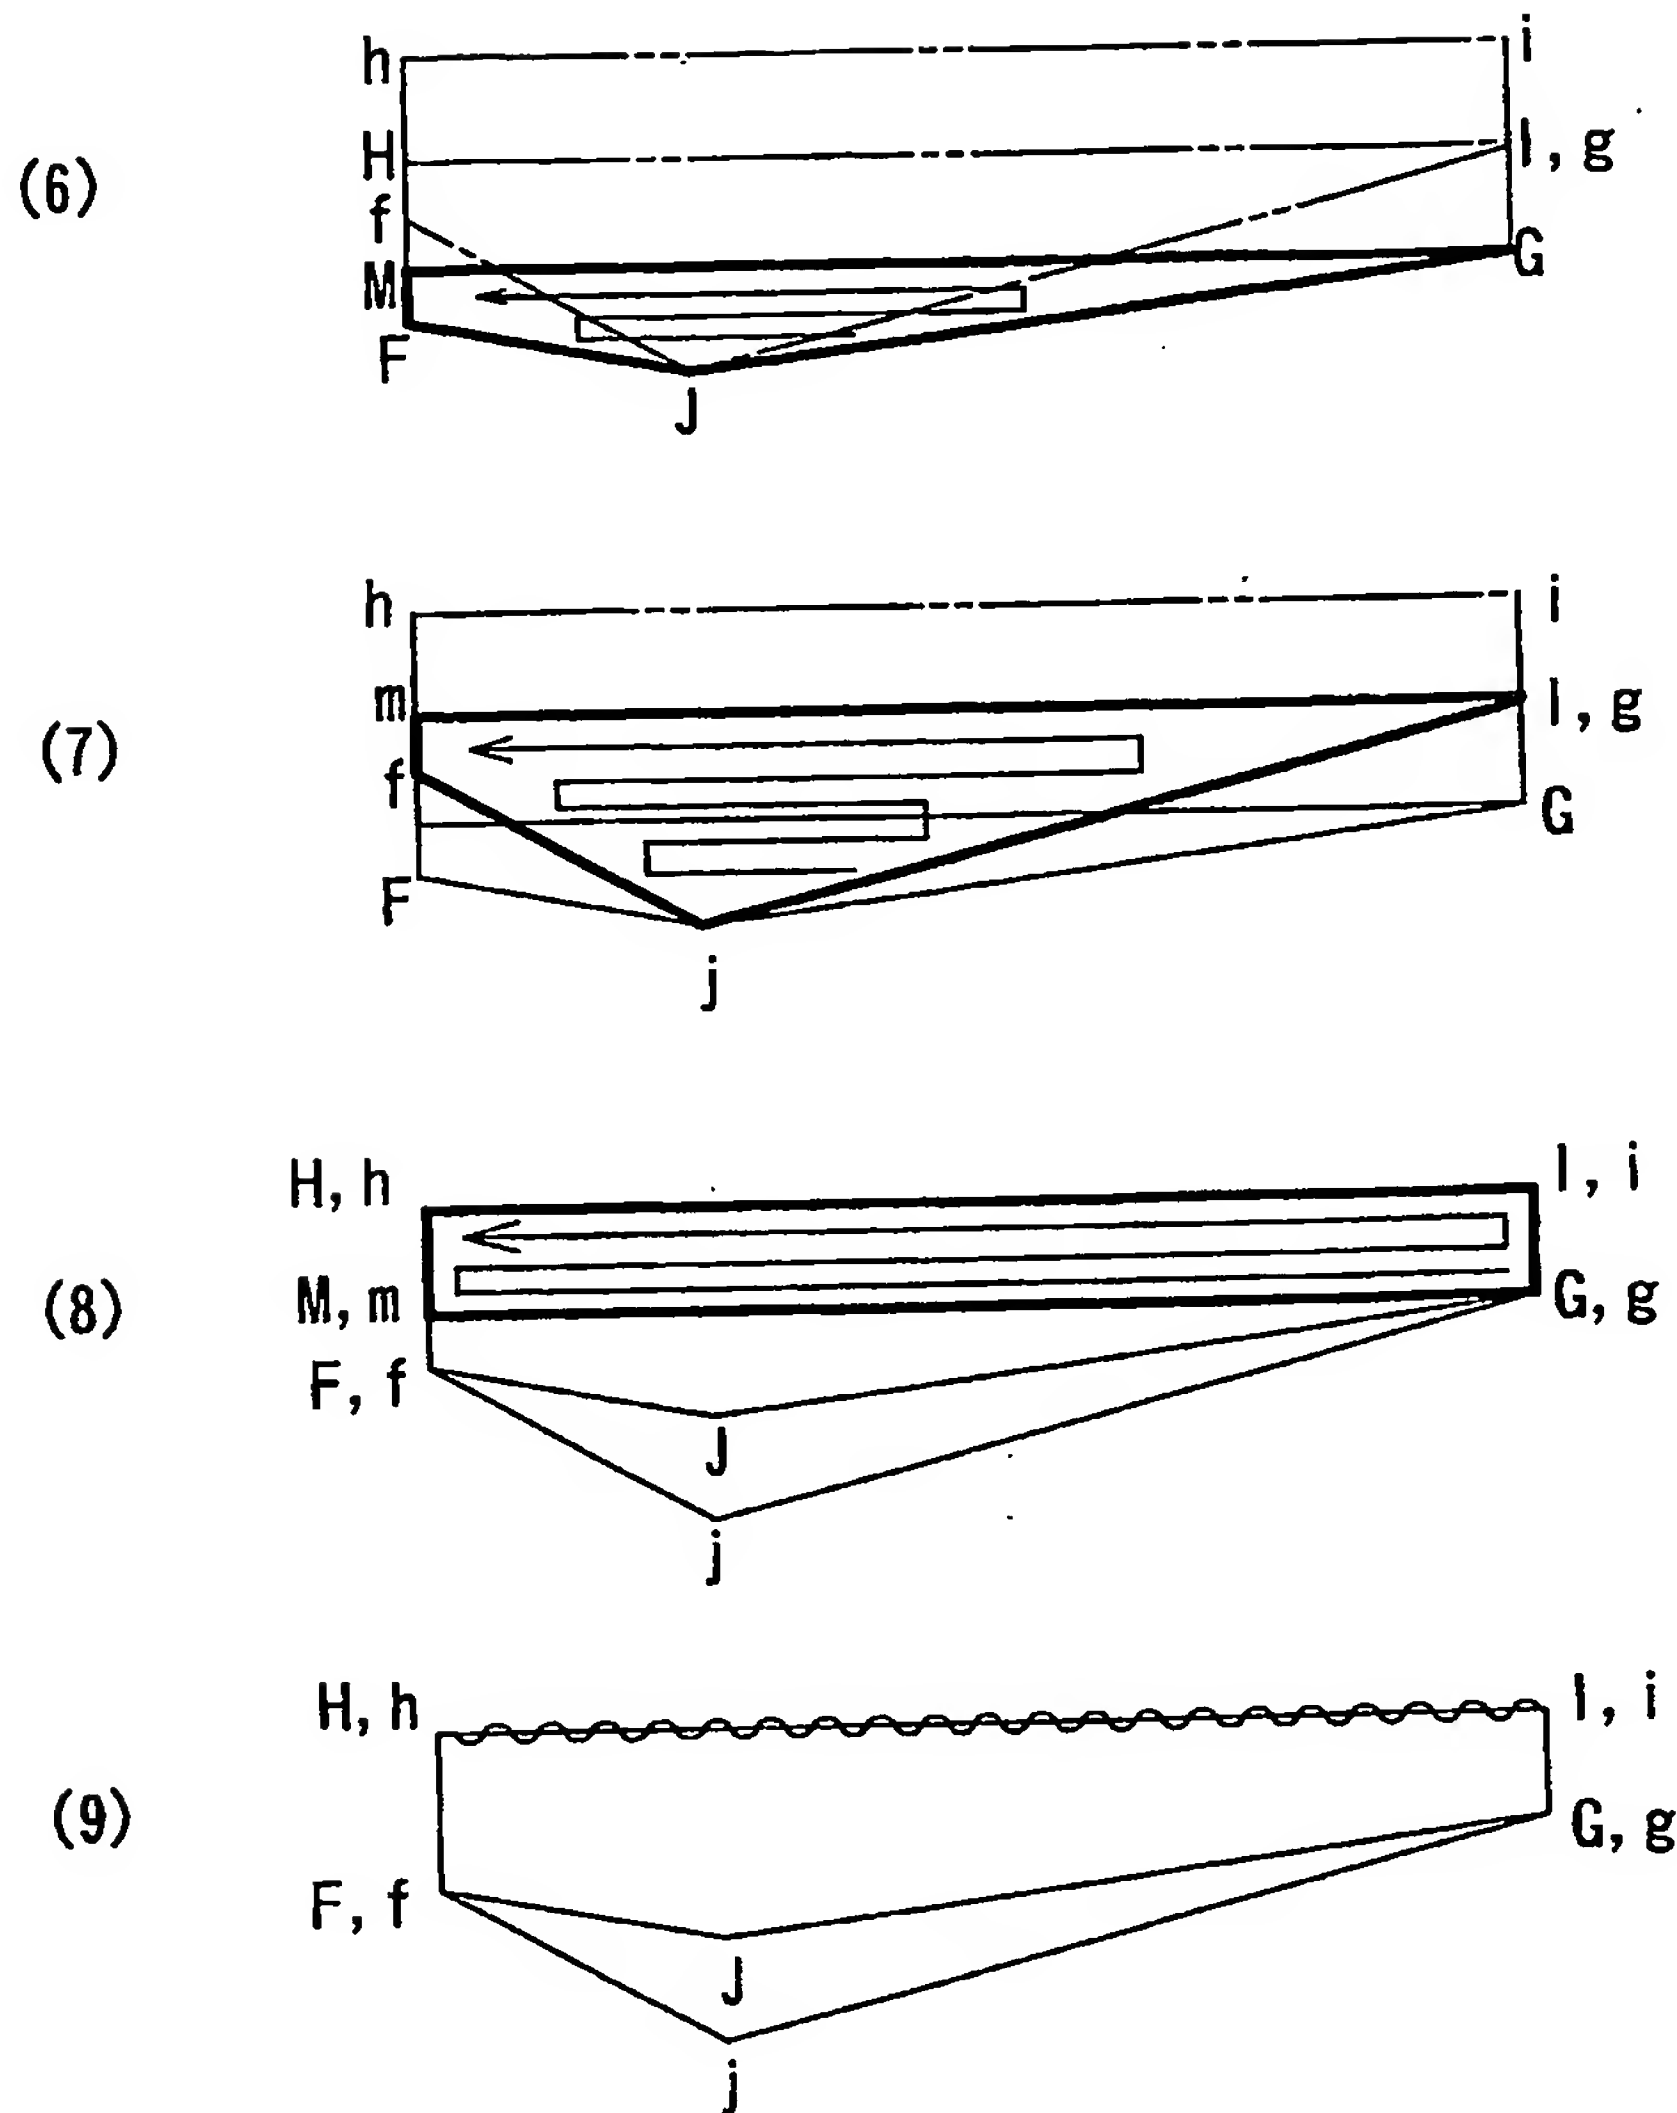 (6)
h i
H I, g
f
M G
F
J
(7)
h i
m I, g
f G
F
j
(8)
H, h I, i
M, m G, g
F, f
J
j
(9)
H, h I, i
G, g
F, f
J
j